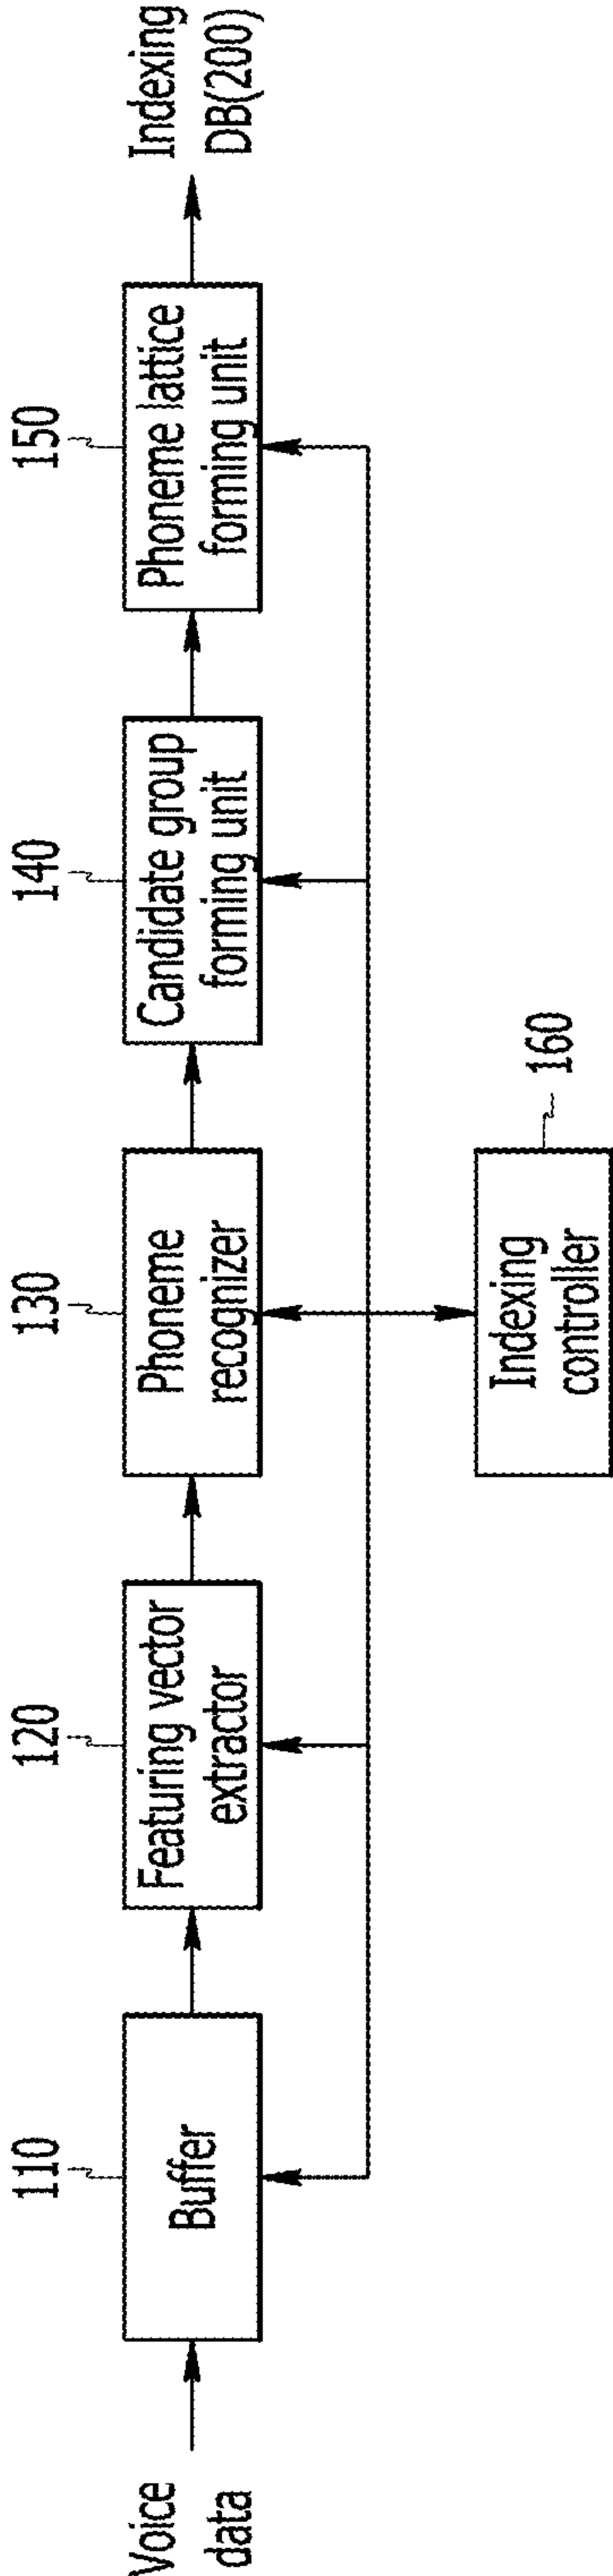 Voice
data
110
Buffer
120
Featuring vector
extractor
130
Phoneme
recognizer
140
Candidate group
forming unit
150
Phoneme lattice
forming unit
Indexing
DB(200)
Indexing
controller
160